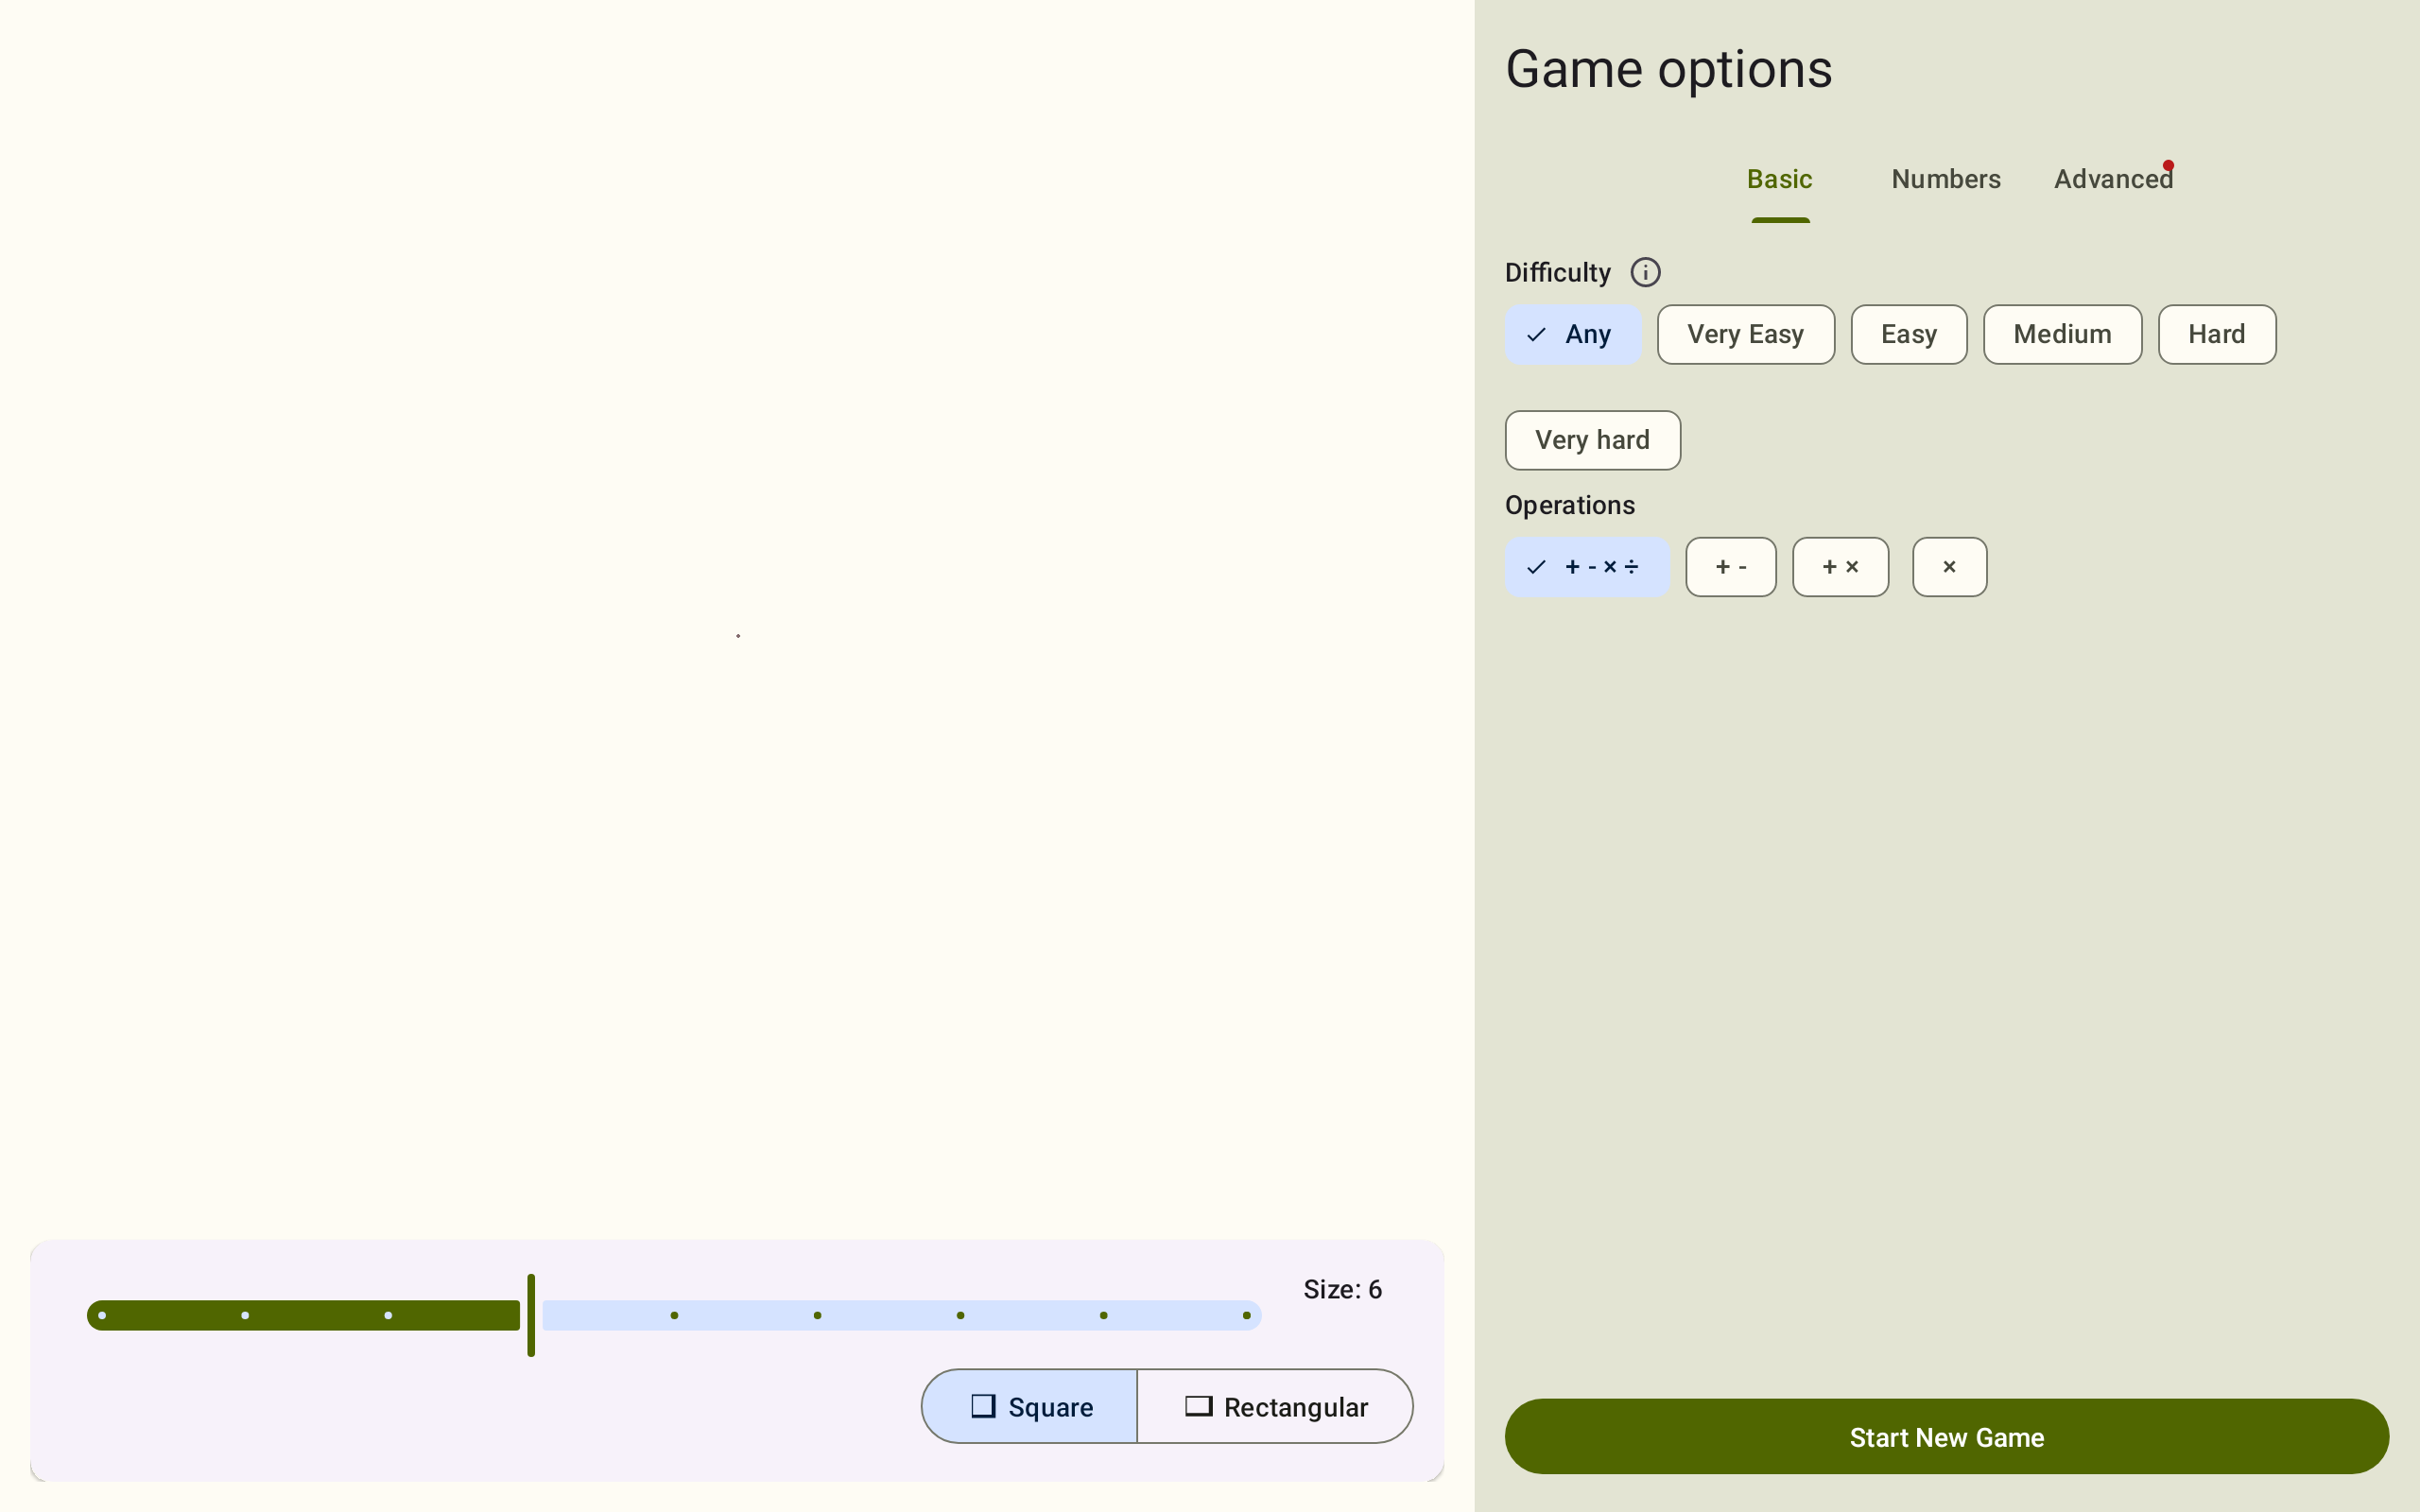 Game options
Basic Numbers Advanced
Difficulty
Any Very Easy Easy Medium Hard
Very hard
Operations
+ - × ÷ + - + × ×
Size: 6
Square Rectangular
Start New Game